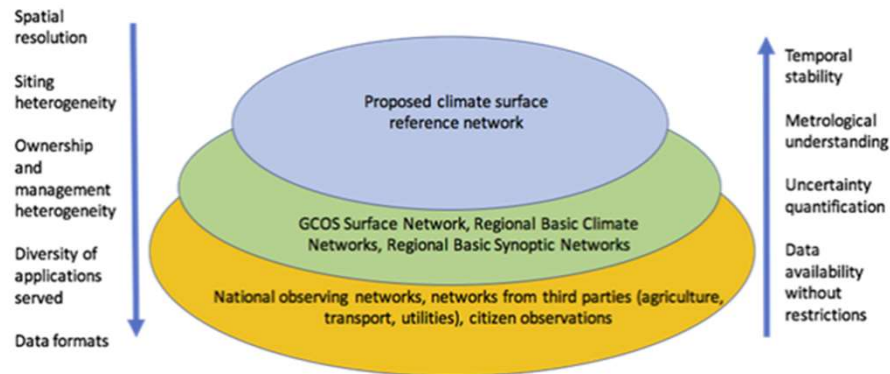 Spatial
resolution
Siting
heterogeneity
Ownership
and
management
heterogeneity
Diversity of
applications
served
Data formats
Proposed climate surface
reference network
GCOS Surface Network, Regional Basic Climate
Networks, Regional Basic Synoptic Networks
National observing networks, networks from third parties (agriculture,
transport, utilities), citizen observations
Temporal
stability
Metrological
understanding
Uncertainty
quantification
Data
availability
without
restrictions